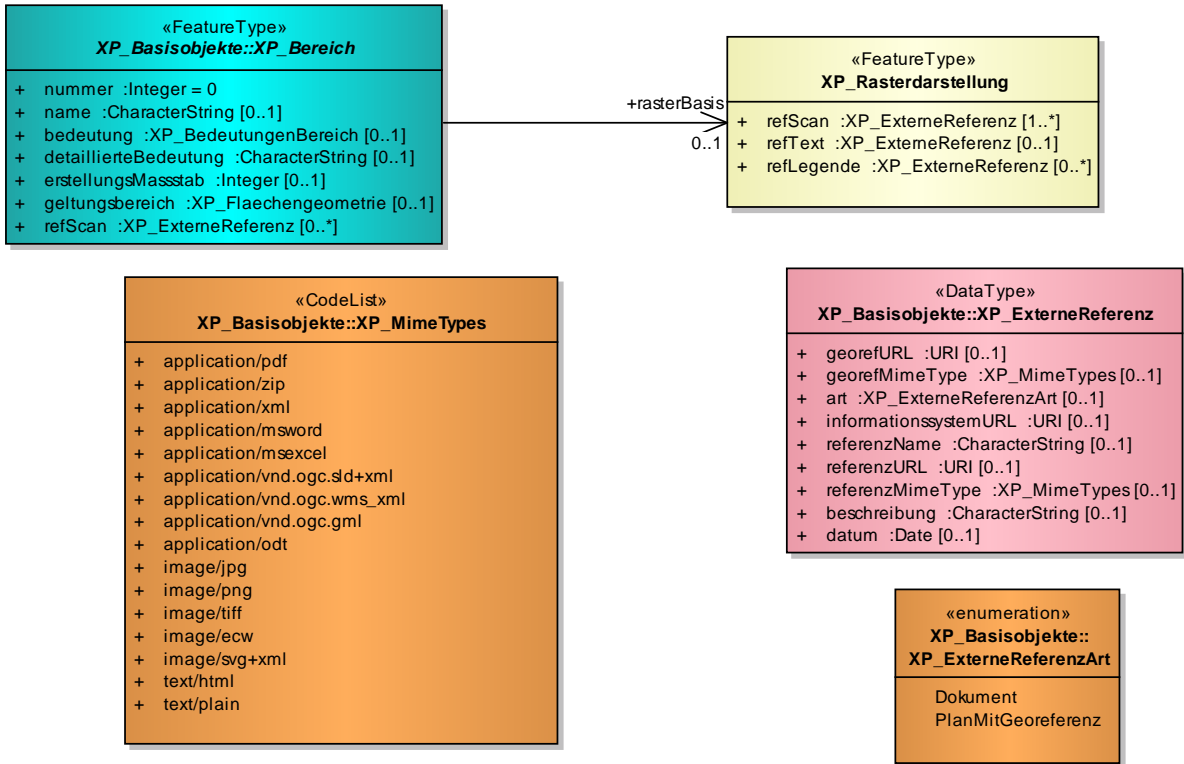 «FeatureType»
XP_Basisobjekte::XP_Bereich
+ nummer :Integer = 0
+ name :CharacterString [0..1]
+ bedeutung :XP_BedeutungenBereich [0..1]
+ detaillierteBedeutung :CharacterString [0..1]
+ erstellungsMassstab :Integer [0..1]
+ geltungsbereich :XP_Flaechengeometrie [0..1]
+ refScan :XP_ExterneReferenz [0..*]
+rasterBasis
0..1
«FeatureType»
XP_Rasterdarstellung
+ refScan :XP_ExterneReferenz [1..*]
+ refText :XP_ExterneReferenz [0..1]
+ refLegende :XP_ExterneReferenz [0..*]
«CodeList»
XP_Basisobjekte::XP_MimeTypes
+ application/pdf
+ application/zip
+ application/xml
+ application/msword
+ application/msexcel
+ application/vnd.ogc.sld+xml
+ application/vnd.ogc.wms_xml
+ application/vnd.ogc.gml
+ application/odt
+ image/jpg
+ image/png
+ image/tiff
+ image/ecw
+ image/svg+xml
+ text/html
+ text/plain
«DataType»
XP_Basisobjekte::XP_ExterneReferenz
+ georefURL :URI [0..1]
+ georefMimeType :XP_MimeTypes [0..1]
+ art :XP_ExterneReferenzArt [0..1]
+ informationssystemURL :URI [0..1]
+ referenzName :CharacterString [0..1]
+ referenzURL :URI [0..1]
+ referenzMimeType :XP_MimeTypes [0..1]
+ beschreibung :CharacterString [0..1]
+ datum :Date [0..1]
«enumeration»
XP_Basisobjekte::
XP_ExterneReferenzArt
Dokument
PlanMitGeoreferenz